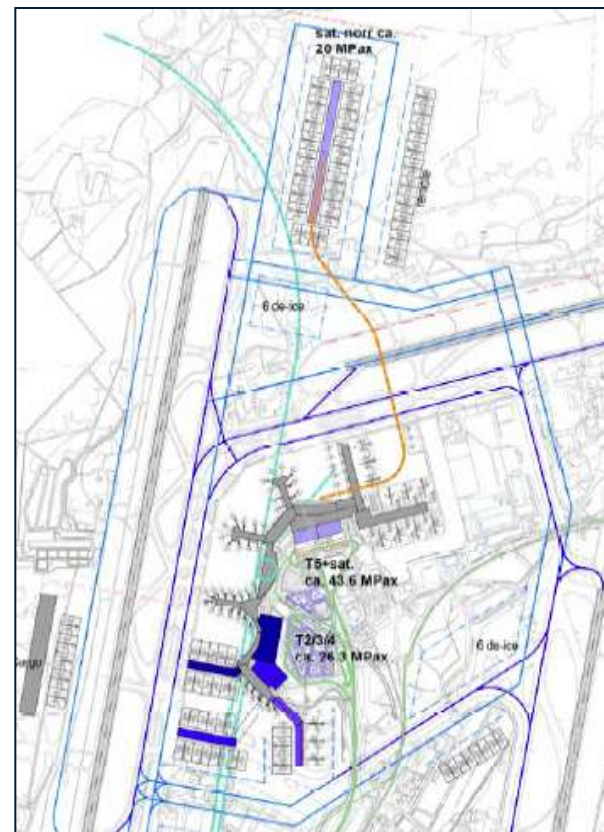 sat. norr ca.
20 MPax
remote
6 de-ice
T5+sat.
ca. 43.6 MPax
T2/3/4
ca. 26.3 MPax
6 de-ice